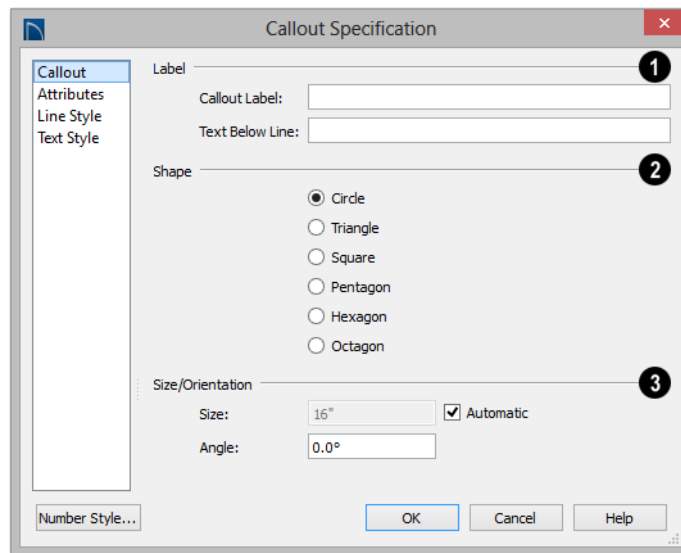 Callout Specification
Callout
Attributes
Line Style
Text Style
Label
1
Callout Label:
Text Below Line:
Shape
2
Circle
Triangle
Square
Pentagon
Hexagon
Octagon
Size/Orientation
3
Size: 16" Automatic
Angle: 0.0°
Number Style... OK Cancel Help